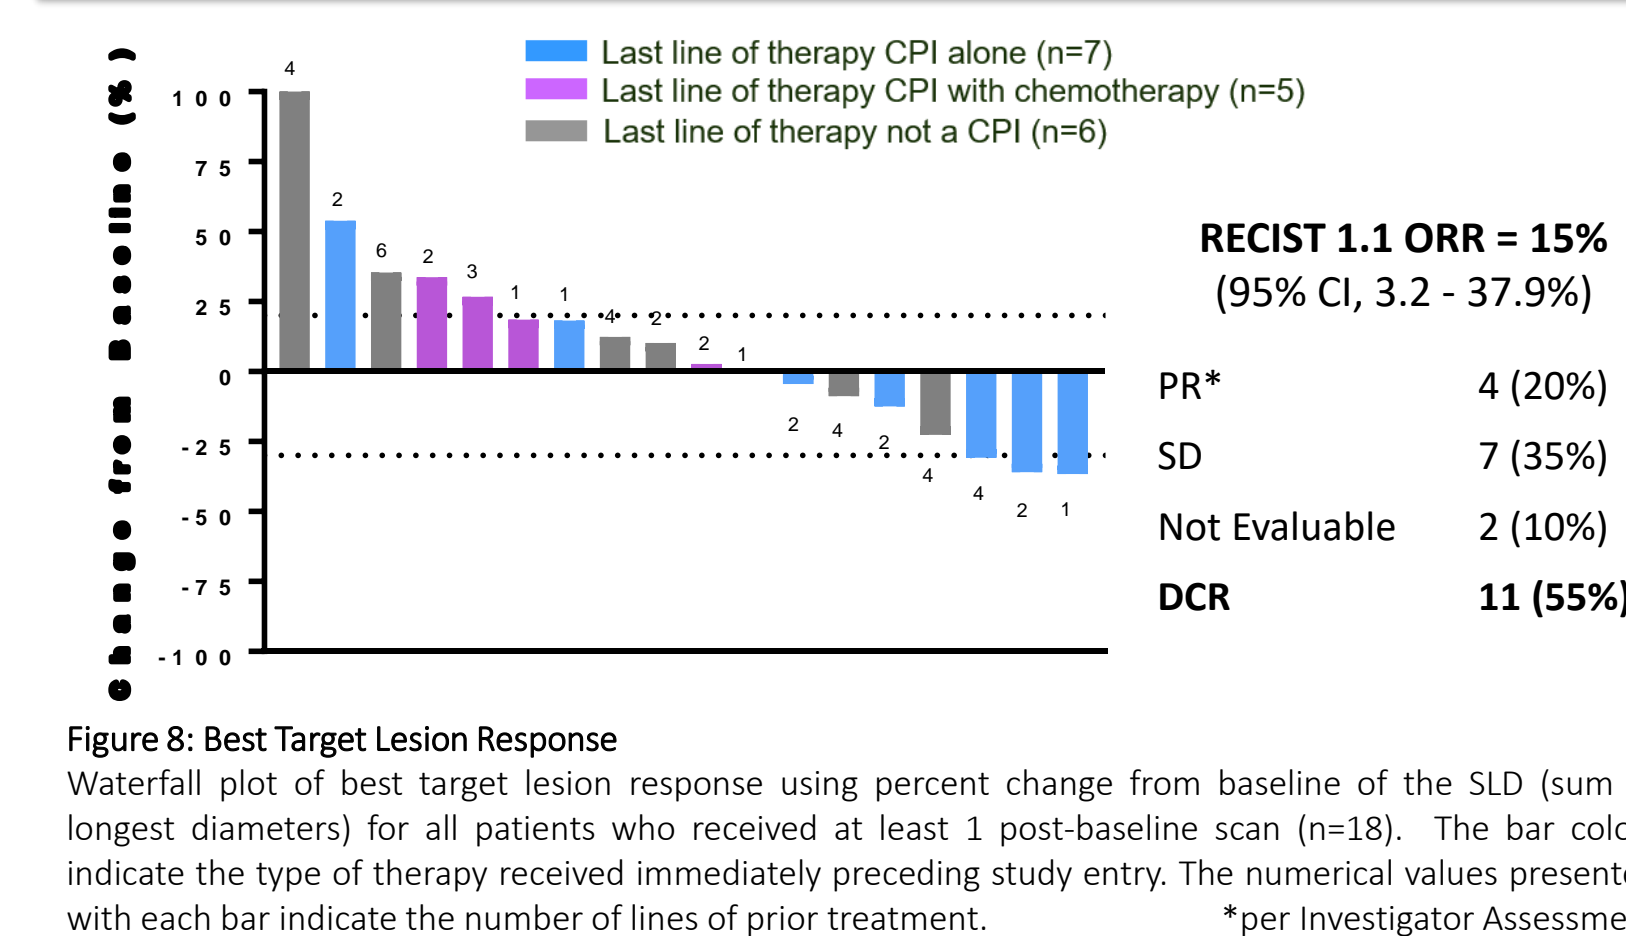 Change from Baseline (%)
Last line of therapy CPI alone (n=7)
Last line of therapy CPI with chemotherapy (n=5)
Last line of therapy not a CPI (n=6)
100
75
50
25
0
-25
-50
-75
-100
4
2
6
2
3
1
1
4
2
2
1
2
4
2
4
4
2
1
RECIST 1.1 ORR = 15%
(95% CI, 3.2 - 37.9%)
PR* 4 (20%)
SD 7 (35%)
Not Evaluable 2 (10%)
DCR 11 (55%)
Figure 8: Best Target Lesion Response
Waterfall plot of best target lesion response using percent change from baseline of the SLD (sum
longest diameters) for all patients who received at least 1 post-baseline scan (n=18). The bar colo
indicate the type of therapy received immediately preceding study entry. The numerical values presente
with each bar indicate the number of lines of prior treatment. *per Investigator Assessme